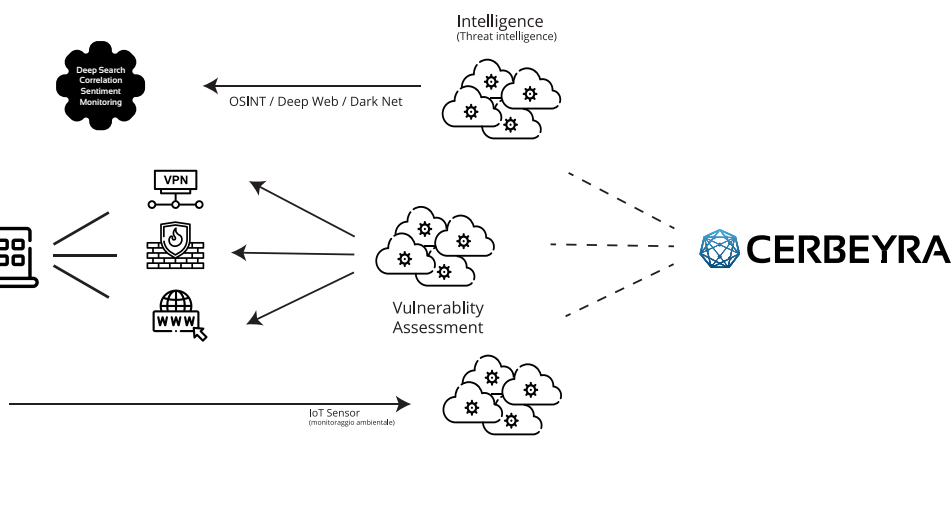 Intelligence
(Threat intelligence)
Deep Search
Correlation
Sentiment
Monitoring
OSINT / Deep Web / Dark Net
VPN
CERBEYRA
WWW
Vulnerablity
Assessment
IoT Sensor
(monitoraggio ambientale)